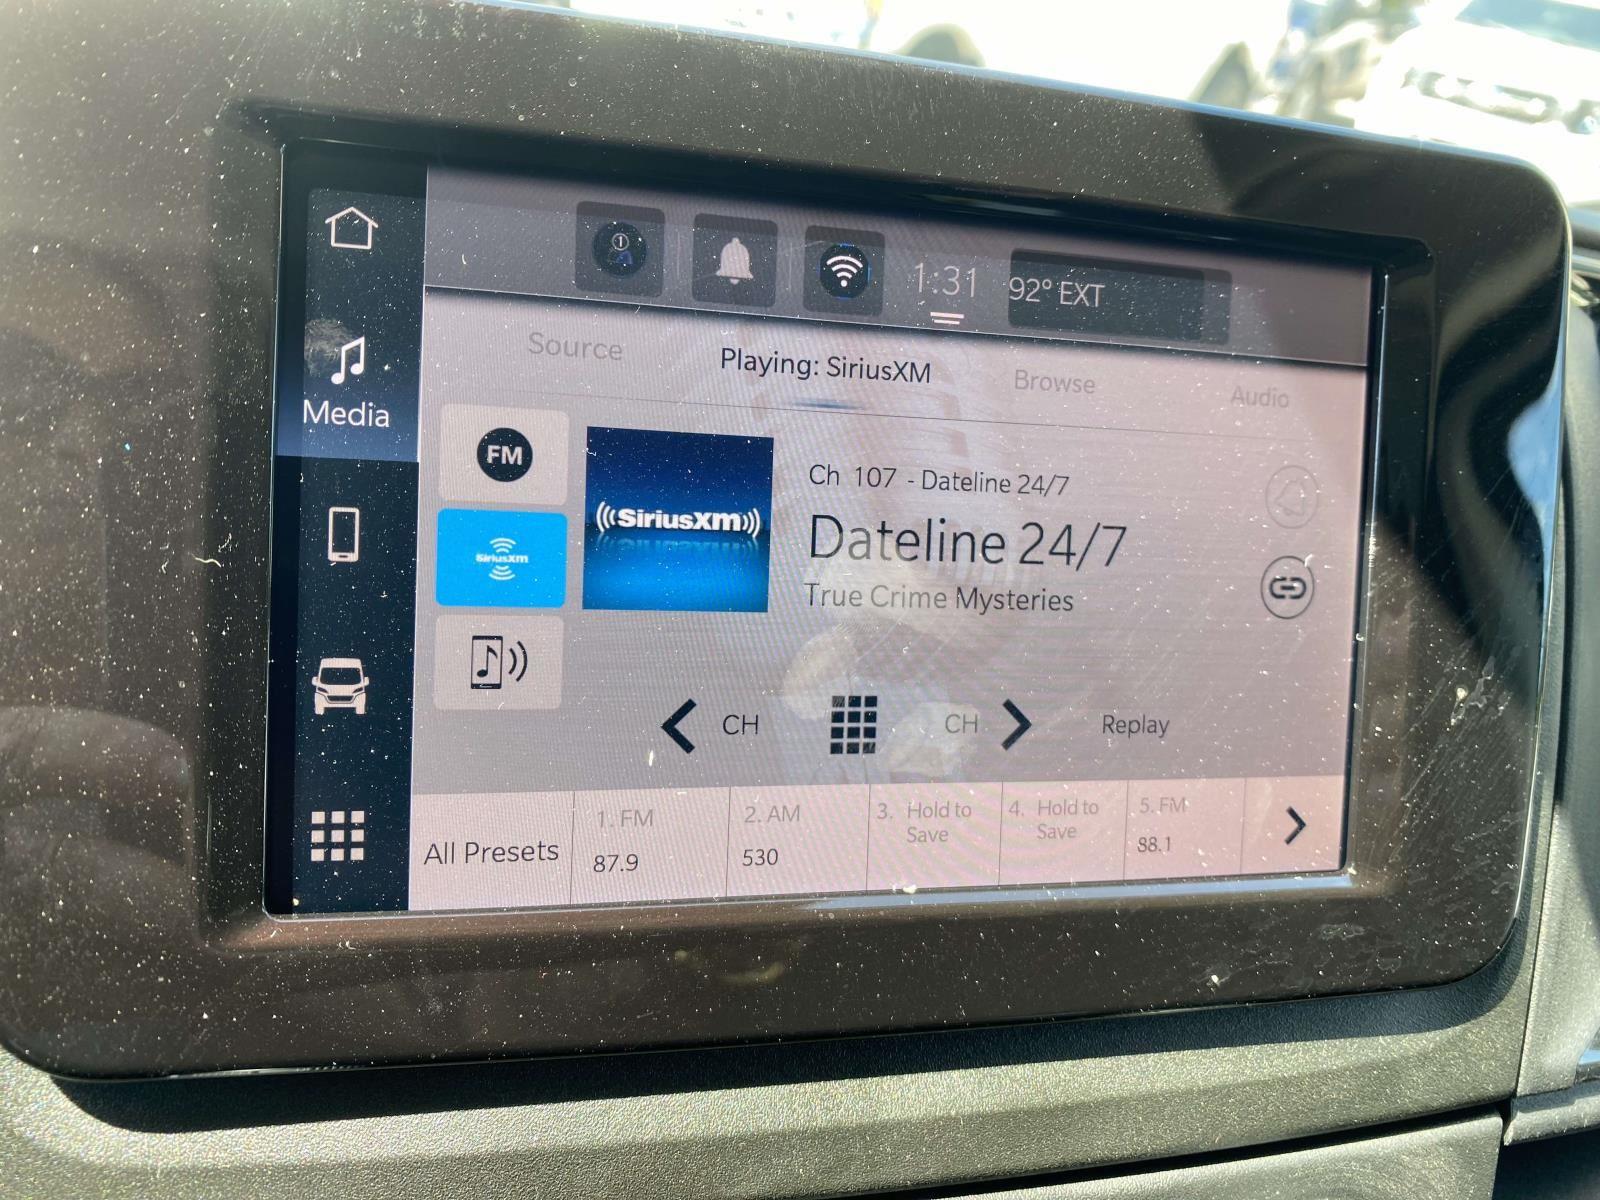 1
1:31
92° EXT
Source
Playing: SiriusXM
Browse
Audio
Media
FM
SiriusXM
((SiriusXM))
Ch 107 - Dateline 24/7
Dateline 24/7
True Crime Mysteries
CH
CH
Replay
All Presets
1. FM
87.9
2. AM
530
3. Hold to
Save
4. Hold to
Save
5. FM
88.1